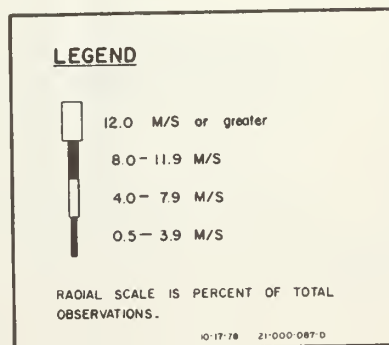 LEGEND
12.0 M/S or greater
8.0-11.9 M/S
4.0-7.9 M/S
0.5-3.9 M/S
RADIAL SCALE IS PERCENT OF TOTAL
OBSERVATIONS.
10-17-78 21-000-087-D